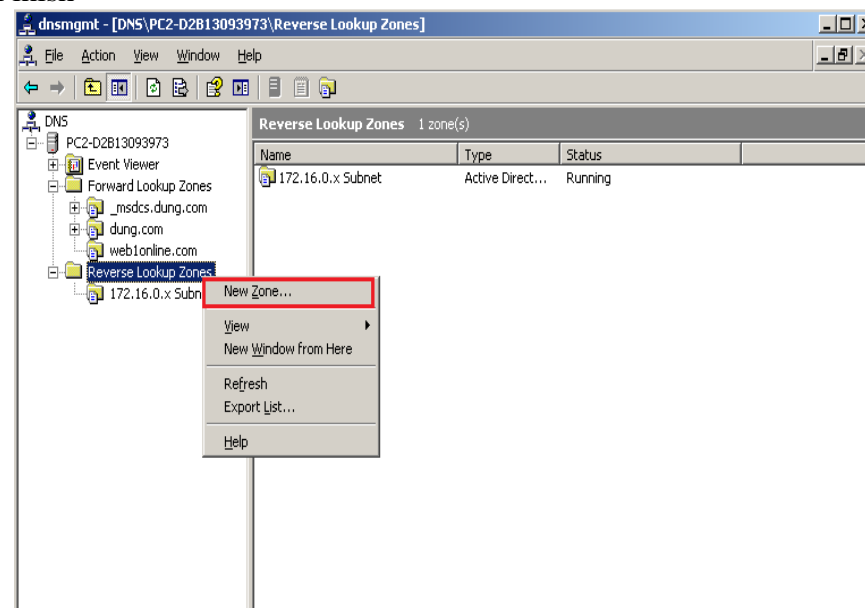 dnsmgmt - [DNS\PC2-D2B13093973\Reverse Lookup Zones]
File Action View Window Help
DNS
PC2-D2B13093973
Event Viewer
Forward Lookup Zones
_msdcs.dung.com
dung.com
web1online.com
Reverse Lookup Zones
172.16.0.x Subn
Reverse Lookup Zones 1 zone(s)
Name Type Status
172.16.0.x Subnet Active Direct... Running
New Zone...
View
New Window from Here
Refresh
Export List...
Help